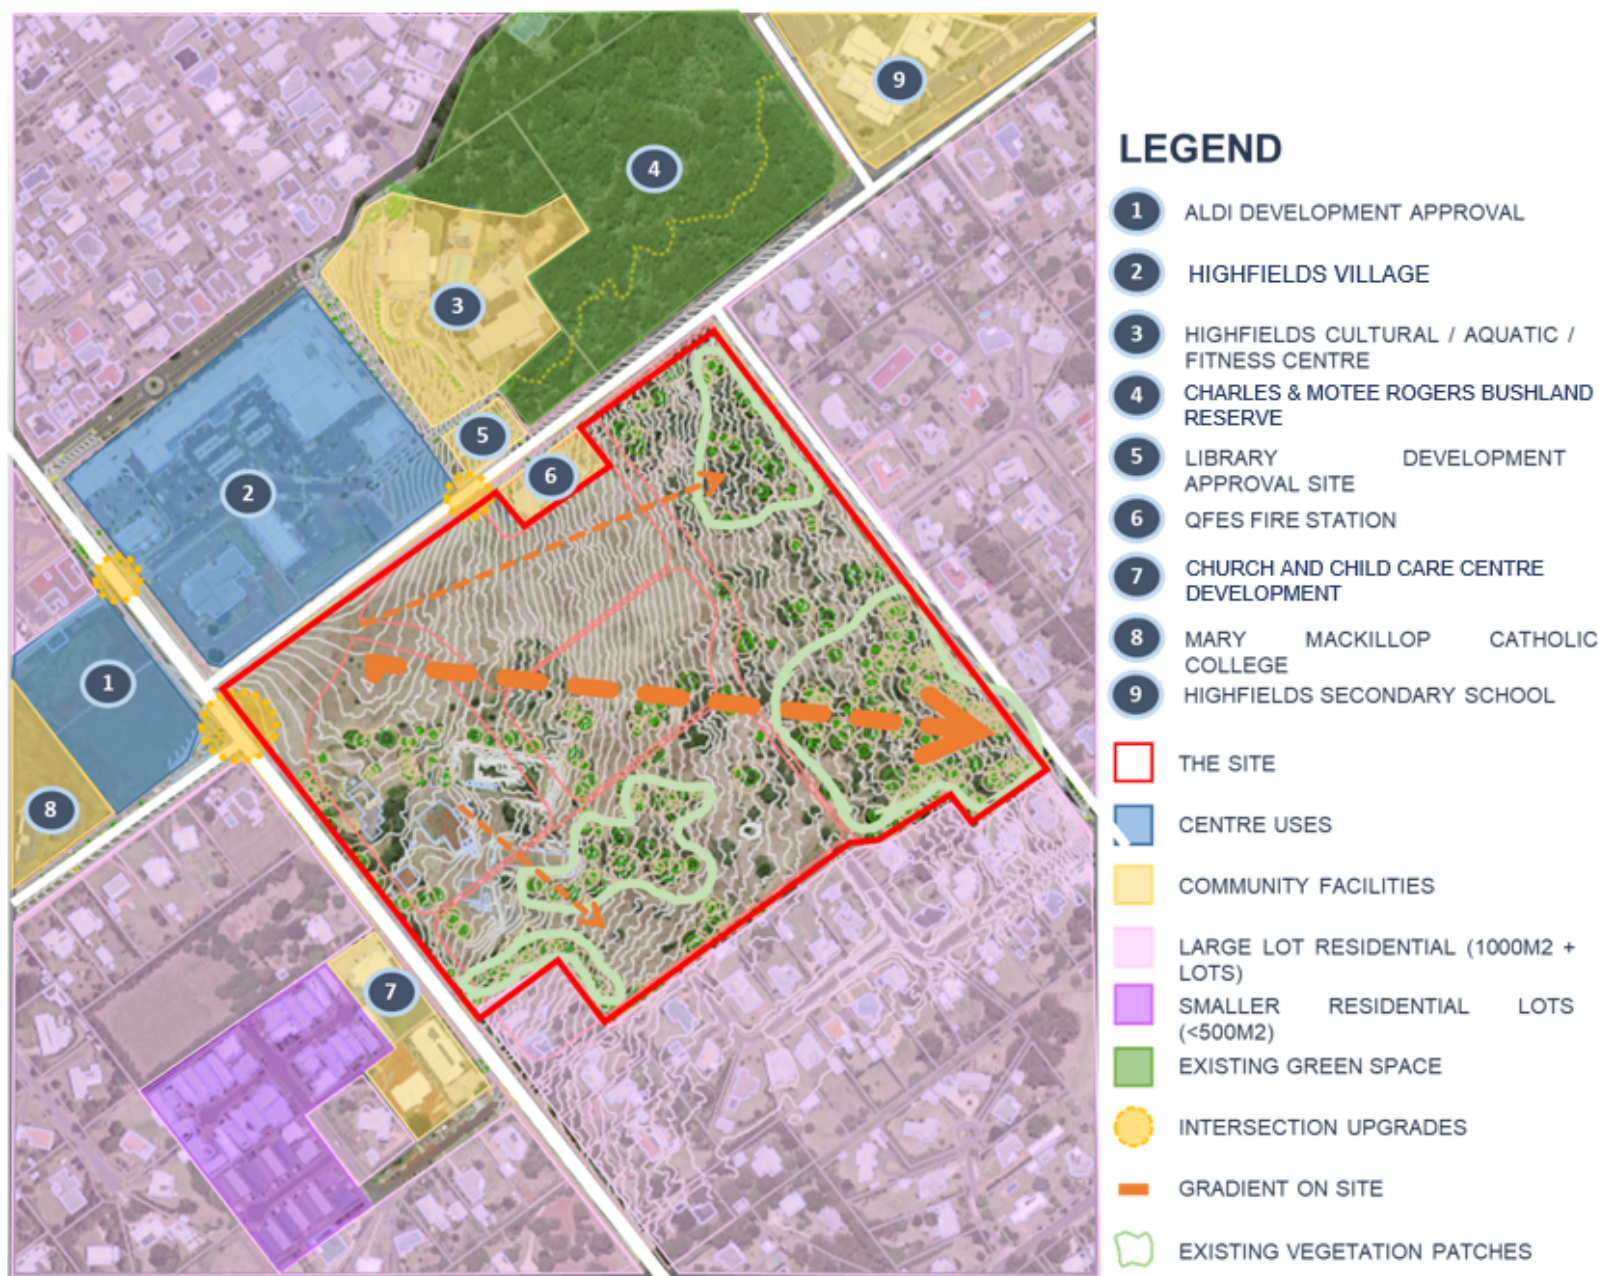 9
4
3
5
6
2
1
8
7
LEGEND
1 ALDI DEVELOPMENT APPROVAL
2 HIGHFIELDS VILLAGE
3 HIGHFIELDS CULTURAL / AQUATIC /
FITNESS CENTRE
4 CHARLES & MOTEE ROGERS BUSHLAND
RESERVE
5 LIBRARY DEVELOPMENT
APPROVAL SITE
6 QFES FIRE STATION
7 CHURCH AND CHILD CARE CENTRE
DEVELOPMENT
8 MARY MACKILLOP CATHOLIC
COLLEGE
9 HIGHFIELDS SECONDARY SCHOOL
THE SITE
CENTRE USES
COMMUNITY FACILITIES
LARGE LOT RESIDENTIAL (1000M2 +
LOTS)
SMALLER RESIDENTIAL LOTS
(<500M2)
EXISTING GREEN SPACE
INTERSECTION UPGRADES
GRADIENT ON SITE
EXISTING VEGETATION PATCHES